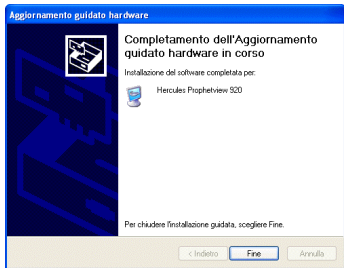 Aggiornamento guidato hardware
Completamento dell'Aggiornamento
guidato hardware in corso
Installazione del software completata per:
Hercules Prophetview 920
Per chiudere l'installazione guidata, scegliere Fine.
< Indietro
Fine
Annulla